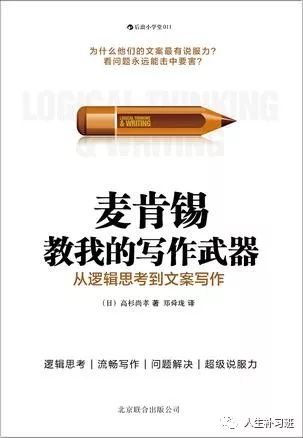 后浪小学堂011
为什么他们的文案最有说服力？
看问题永远能击中要害？
LOGICAL THINKING
& WRITING
LOGICAL THINKING
& WRITING
麦肯锡
教我的写作武器
从逻辑思考到文案写作
（日）高杉尚孝 著 郑舜珑 译
逻辑思考|流畅写作|问题解决|超级说服力
北京联合出版公司
人生补习班